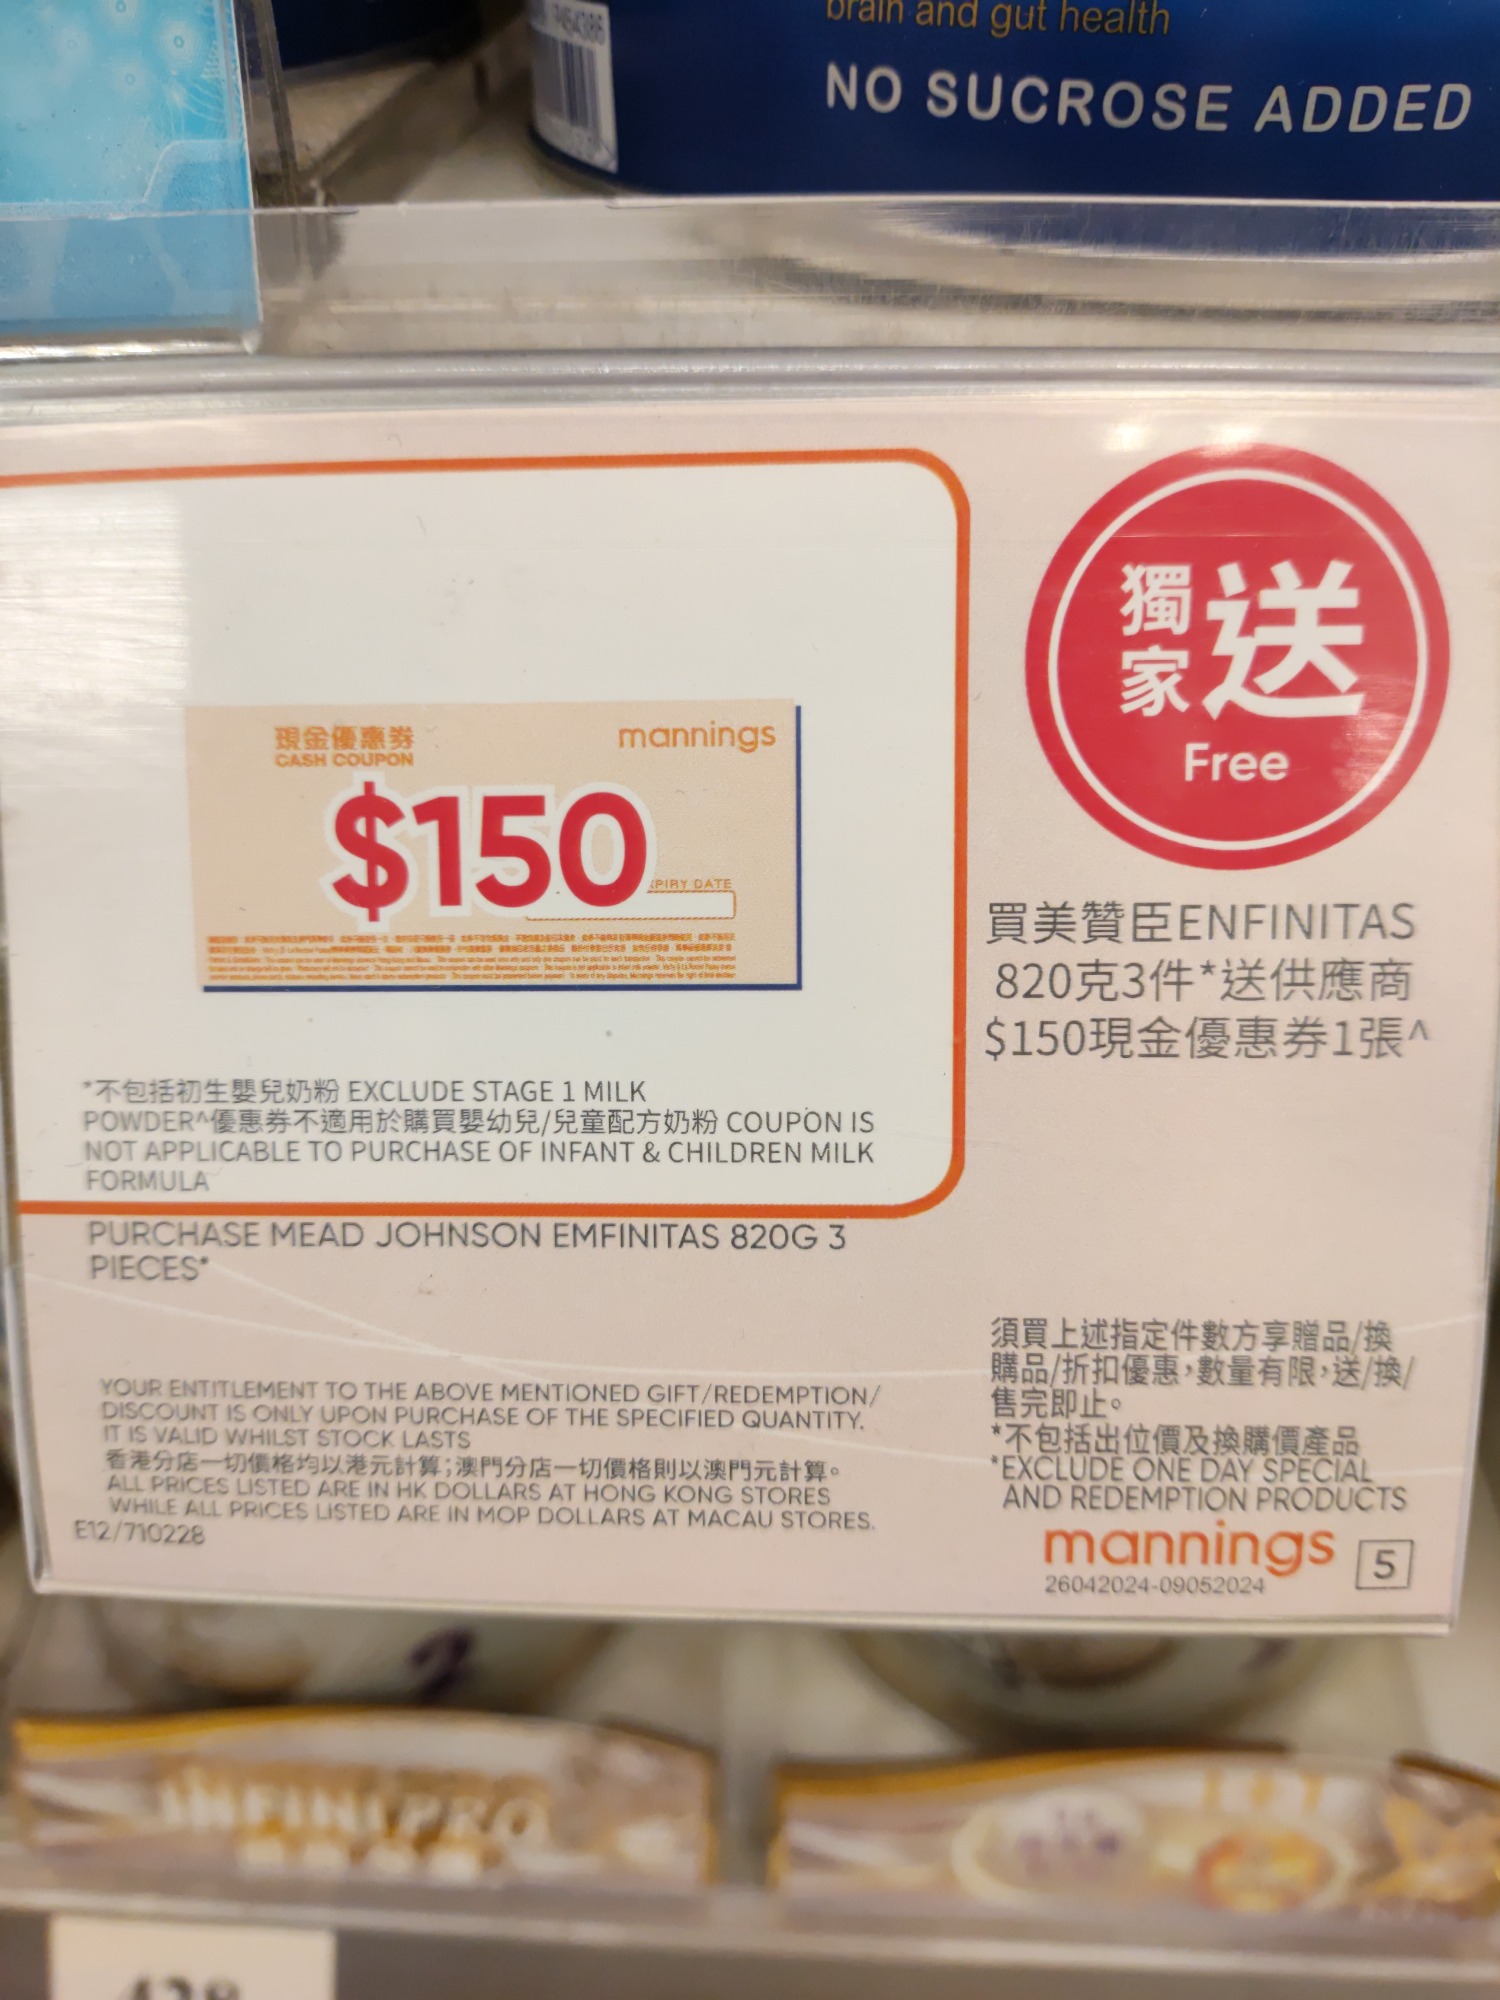 brain and gut health
NO SUCROSE ADDED
獨家送
Free
現金優惠券
CASH COUPON
mannings
$150
PIRY DATE
買美贊臣ENFINITAS
820克3件*送供應商
$150現金優惠券1張^
*不包括初生嬰兒奶粉 EXCLUDE STAGE 1 MILK
POWDER^優惠券不適用於購買嬰幼兒/兒童配方奶粉 COUPON IS
NOT APPLICABLE TO PURCHASE OF INFANT & CHILDREN MILK
FORMULA
PURCHASE MEAD JOHNSON EMFINITAS 820G 3
PIECES*
YOUR ENTITLEMENT TO THE ABOVE MENTIONED GIFT/REDEMPTION/
DISCOUNT IS ONLY UPON PURCHASE OF THE SPECIFIED QUANTITY.
IT IS VALID WHILST STOCK LASTS
香港分店一切價格均以港元計算;澳門分店一切價格則以澳門元計算。
ALL PRICES LISTED ARE IN HK DOLLARS AT HONG KONG STORES
WHILE ALL PRICES LISTED ARE IN MOP DOLLARS AT MACAU STORES.
E12/710228
須買上述指定件數方享贈品/換
購品/折扣優惠,數量有限,送/換/
售完即止。
*不包括出位價及換購價產品
*EXCLUDE ONE DAY SPECIAL
AND REDEMPTION PRODUCTS
mannings
5
26042024-09052024
2
INFINIPRO